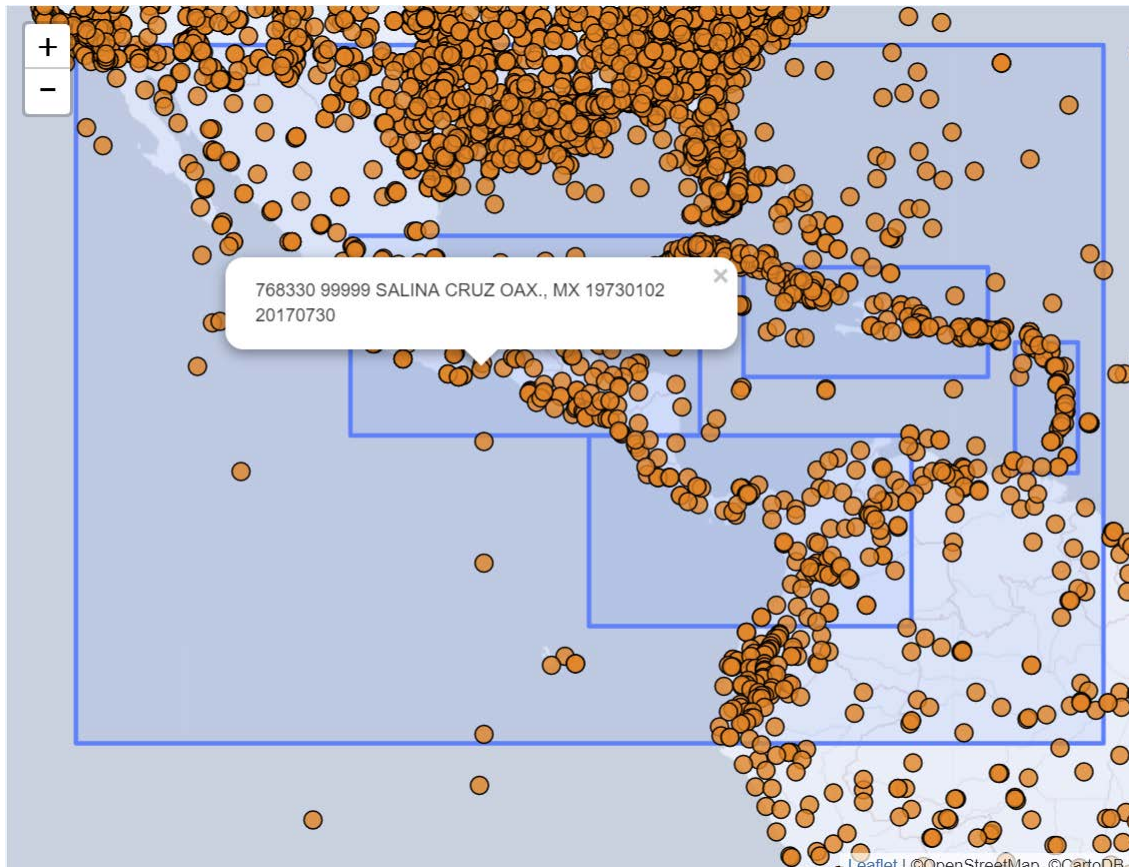 +
−
768330 99999 SALINA CRUZ OAX., MX 19730102
20170730
×
Leaflet | ©OpenStreetMap, ©CartoDB